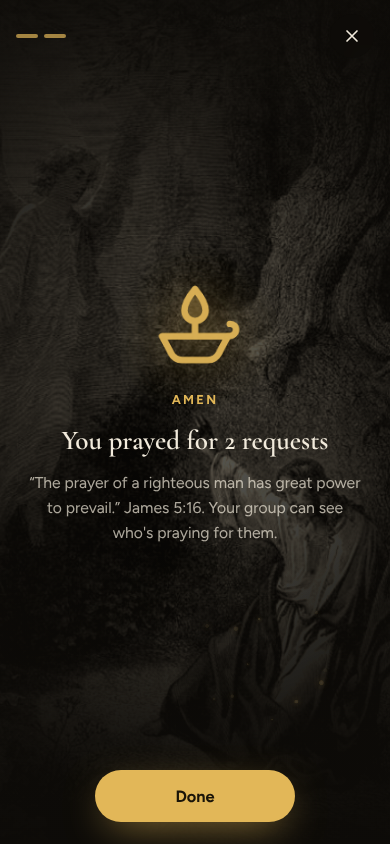 AMEN
You prayed for 2 requests
“The prayer of a righteous man has great power
to prevail.” James 5:16. Your group can see
who's praying for them.
Done